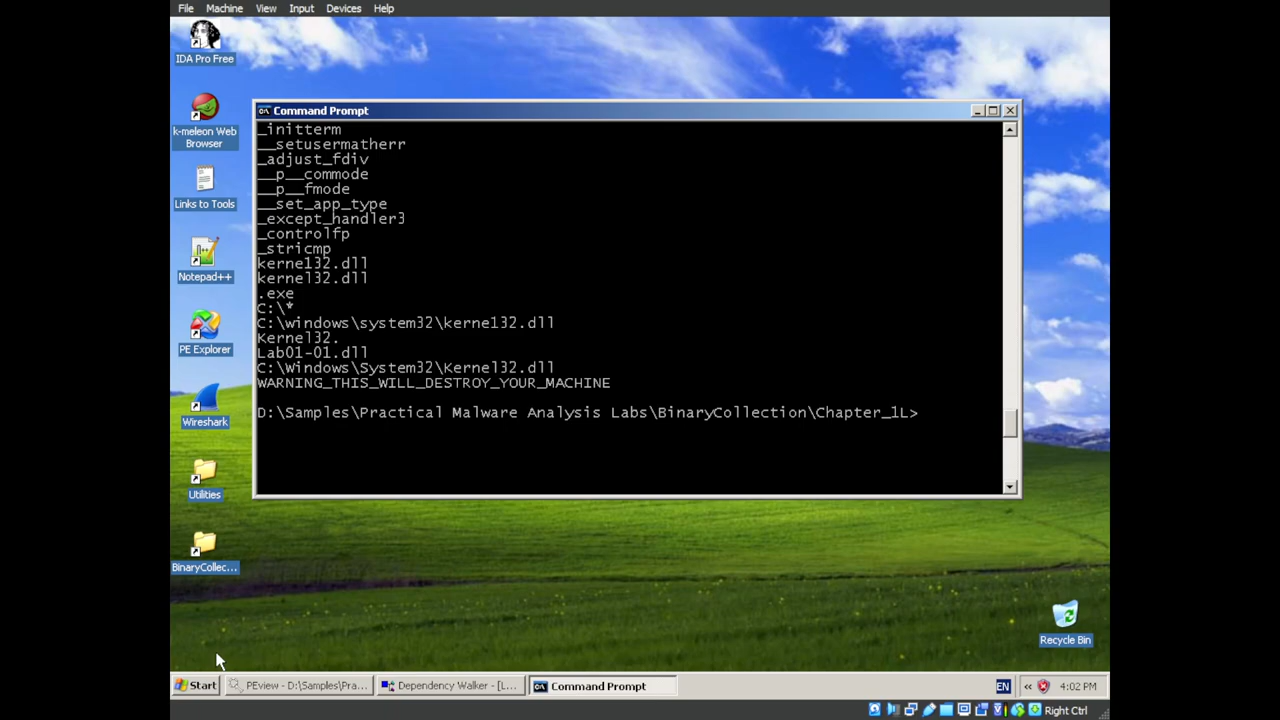 File Machine View Input Devices Help
IDA Pro Free
k-meleon Web
Browser
Links to Tools
Notepad++
PE Explorer
Wireshark
Utilities
BinaryCollec...
Recycle Bin
Command Prompt
_initterm
__setusermatherr
_adjust_fdiv
__p__commode
__p__fmode
__set_app_type
_except_handler3
_controlfp
_stricmp
kerne132.dll
kernel32.dll
.exe
C:\*
C:\windows\system32\kerne132.dll
Kernel32.
Lab01-01.dll
C:\Windows\System32\Kernel32.dll
WARNING_THIS_WILL_DESTROY_YOUR_MACHINE
D:\Samples\Practical Malware Analysis Labs\BinaryCollection\Chapter_1L>
Start PEview - D:\Samples\Pra... Dependency Walker - [L... Command Prompt EN « 4:02 PM
Right Ctrl